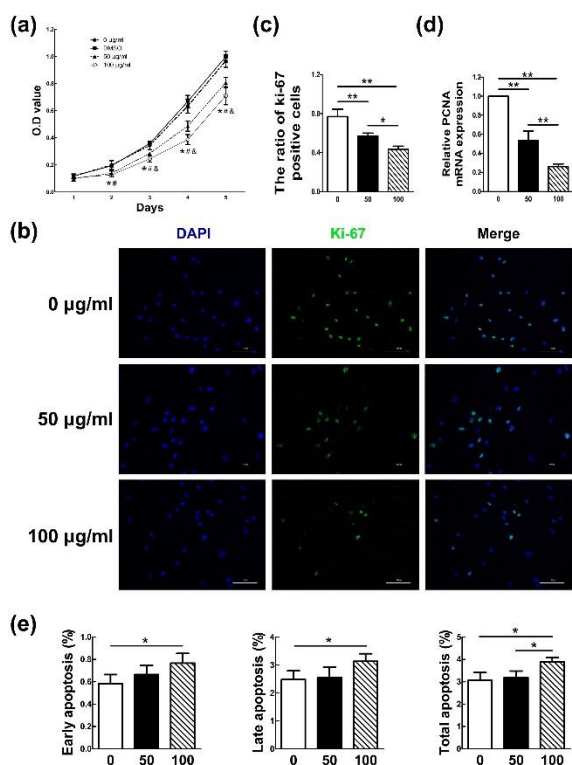 (a)
0 ug/ml
DMSO
50 ug/ml
100 ug/ml
O.D value
1.2
1.0
0.8
0.6
0.4
0.2
0.0
*#
*#&
*#&
*#&
1 2 3 4 5
Days
(c)
The ratio of ki-67
positive cells
1.2
0.8
0.4
0.0
**
**
*
0 50 100
(d)
Relative PCNA
mRNA expression
1.5
1.0
0.5
0.0
**
**
**
0 50 100
(b)
DAPI Ki-67 Merge
0 µg/ml
50 µg/ml
100 µg/ml
(e)
Early apoptosis (%)
1.0
0.8
0.6
0.4
0.2
0.0
*
0 50 100
Late apoptosis (%)
5
4
3
2
1
0
*
0 50 100
Total apoptosis (%)
5
4
3
2
1
0
*
*
0 50 100